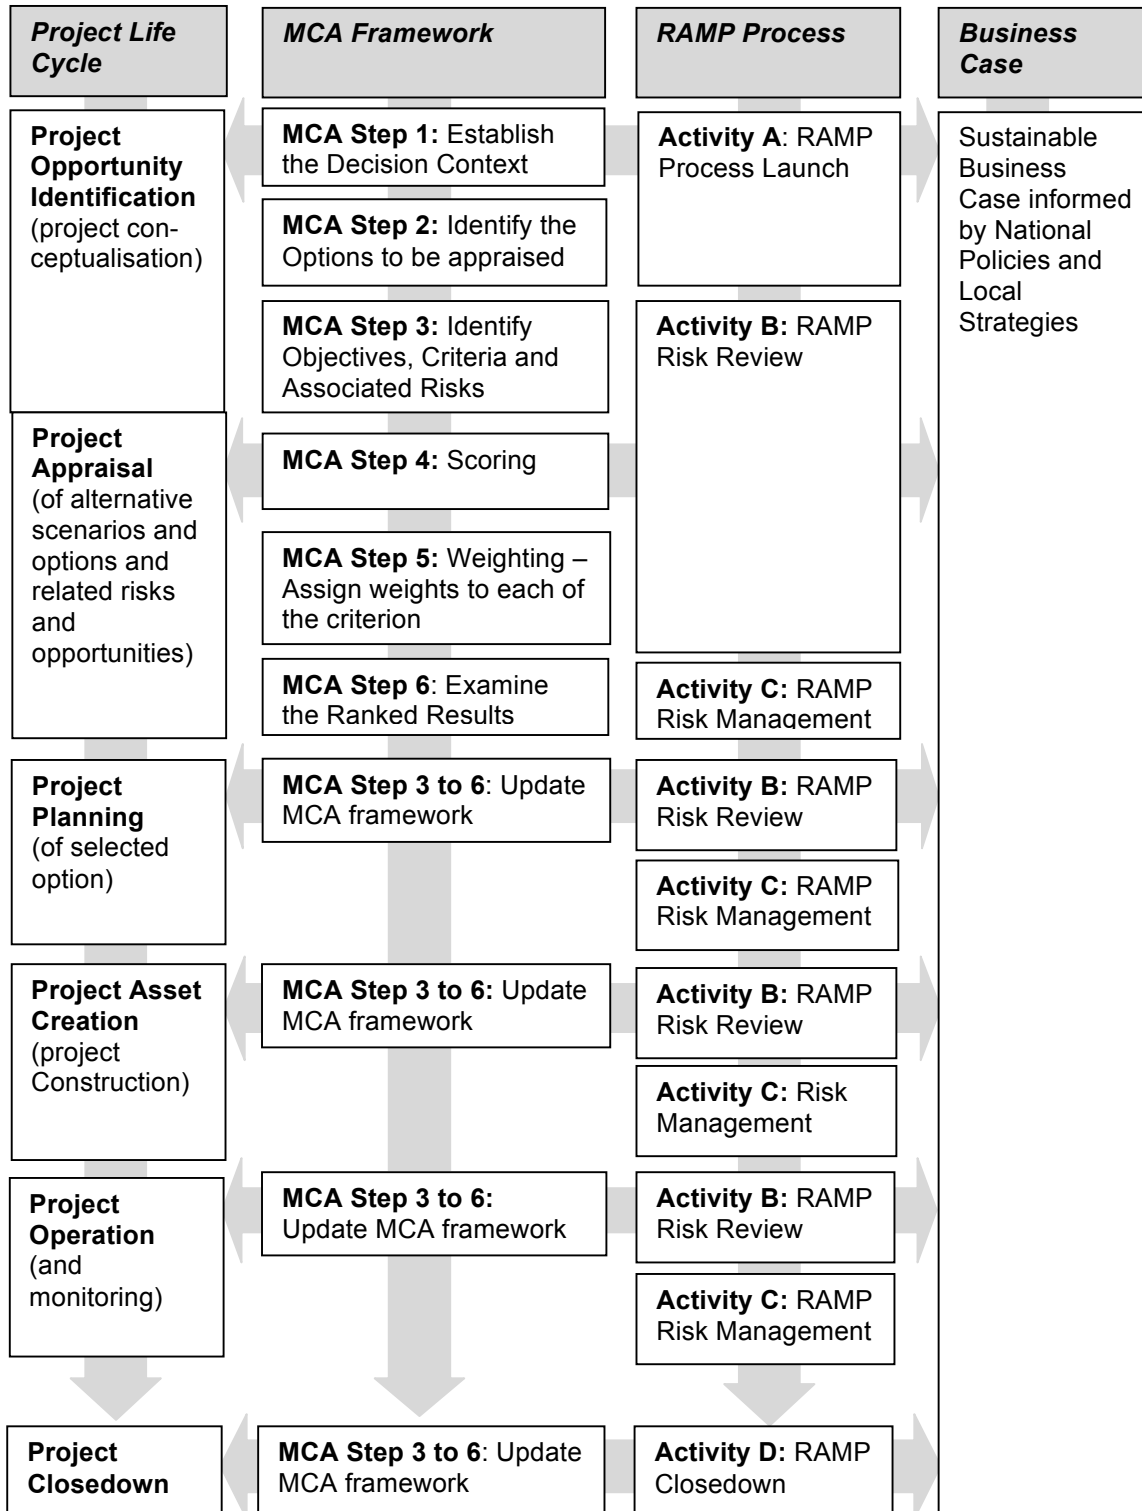 Project Life
Cycle
MCA Framework
RAMP Process
Business
Case
Project
Opportunity
Identification
(project con-
ceptualisation)
MCA Step 1: Establish
the Decision Context
Activity A: RAMP
Process Launch
Sustainable
Business
Case informed
by National
Policies and
Local
Strategies
MCA Step 2: Identify the
Options to be appraised
MCA Step 3: Identify
Objectives, Criteria and
Associated Risks
Activity B: RAMP
Risk Review
Project
Appraisal
(of alternative
scenarios and
options and
related risks
and
opportunities)
MCA Step 4: Scoring
MCA Step 5: Weighting –
Assign weights to each of
the criterion
MCA Step 6: Examine
the Ranked Results
Activity C: RAMP
Risk Management
Project
Planning
(of selected
option)
MCA Step 3 to 6: Update
MCA framework
Activity B: RAMP
Risk Review
Activity C: RAMP
Risk Management
Project Asset
Creation
(project
Construction)
MCA Step 3 to 6: Update
MCA framework
Activity B: RAMP
Risk Review
Activity C: Risk
Management
Project
Operation
(and
monitoring)
MCA Step 3 to 6:
Update MCA framework
Activity B: RAMP
Risk Review
Activity C: RAMP
Risk Management
Project
Closedown
MCA Step 3 to 6: Update
MCA framework
Activity D: RAMP
Closedown